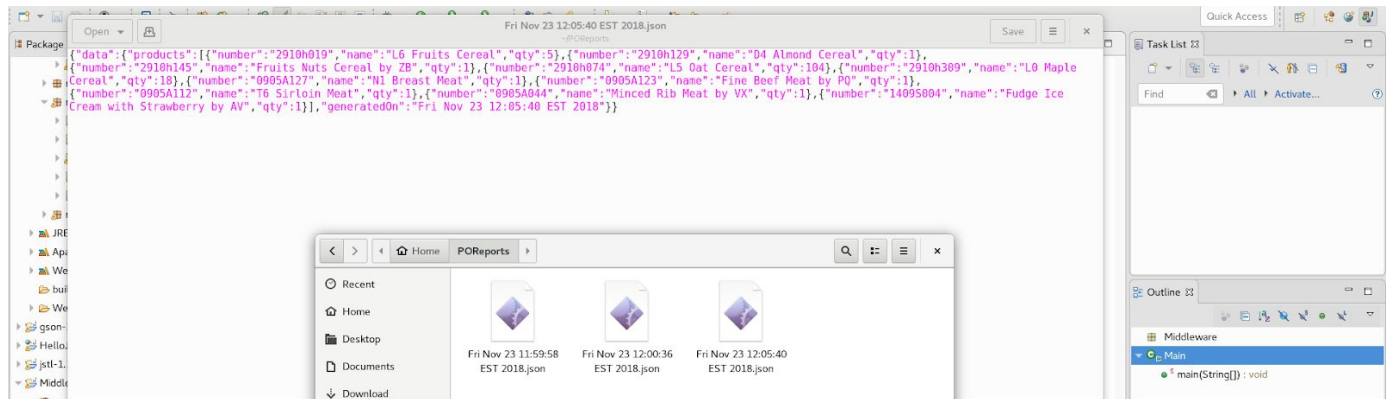 Quick Access
Open
Fri Nov 23 12:05:40 EST 2018.json
~/POReports
Save
Package
Task List
{"data":{"products":[{"number":"2910h019","name":"L6 Fruits Cereal","qty":5},{"number":"2910h129","name":"D4 Almond Cereal","qty":1},
{"number":"2910h145","name":"Fruits Nuts Cereal by ZB","qty":1},{"number":"2910h074","name":"L5 Oat Cereal","qty":104},{"number":"2910h309","name":"L0 Maple
Cereal","qty":18},{"number":"0905A127","name":"N1 Breast Meat","qty":1},{"number":"0905A123","name":"Fine Beef Meat by PQ","qty":1},
{"number":"0905A112","name":"T6 Sirloin Meat","qty":1},{"number":"0905A044","name":"Minced Rib Meat by VX","qty":1},{"number":"1409S004","name":"Fudge Ice
Cream with Strawberry by AV","qty":1}],"generatedOn":"Fri Nov 23 12:05:40 EST 2018"}}
Find
All
Activate...
JRE
Apa
We
bui
We
gson-
Hello
jstl-1.
Middle
Home
POReports
Recent
Home
Desktop
Documents
Download
Fri Nov 23 11:59:58
EST 2018.json
Fri Nov 23 12:00:36
EST 2018.json
Fri Nov 23 12:05:40
EST 2018.json
Outline
Middleware
Main
main(String[]) : void